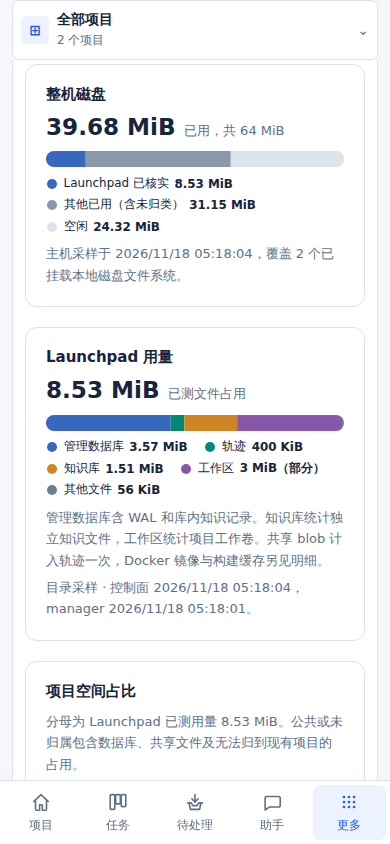 全部项目
2 个项目
整机磁盘
39.68 MiB 已用，共 64 MiB
Launchpad 已核实 8.53 MiB
其他已用（含未归类） 31.15 MiB
空闲 24.32 MiB
主机采样于 2026/11/18 05:18:04，覆盖 2 个已
挂载本地磁盘文件系统。
Launchpad 用量
8.53 MiB 已测文件占用
管理数据库 3.57 MiB 轨迹 400 KiB
知识库 1.51 MiB 工作区 3 MiB（部分）
其他文件 56 KiB
管理数据库含 WAL 和库内知识记录。知识库统计独
立知识文件，工作区统计项目工作卷。共享 blob 计
入轨迹一次，Docker 镜像与构建缓存另见明细。
目录采样 · 控制面 2026/11/18 05:18:04，
manager 2026/11/18 05:18:01。
项目空间占比
分母为 Launchpad 已测用量 8.53 MiB。公共或未
归属包含数据库、共享文件及无法归到现有项目的
占用。
项目 任务 待处理 助手 更多